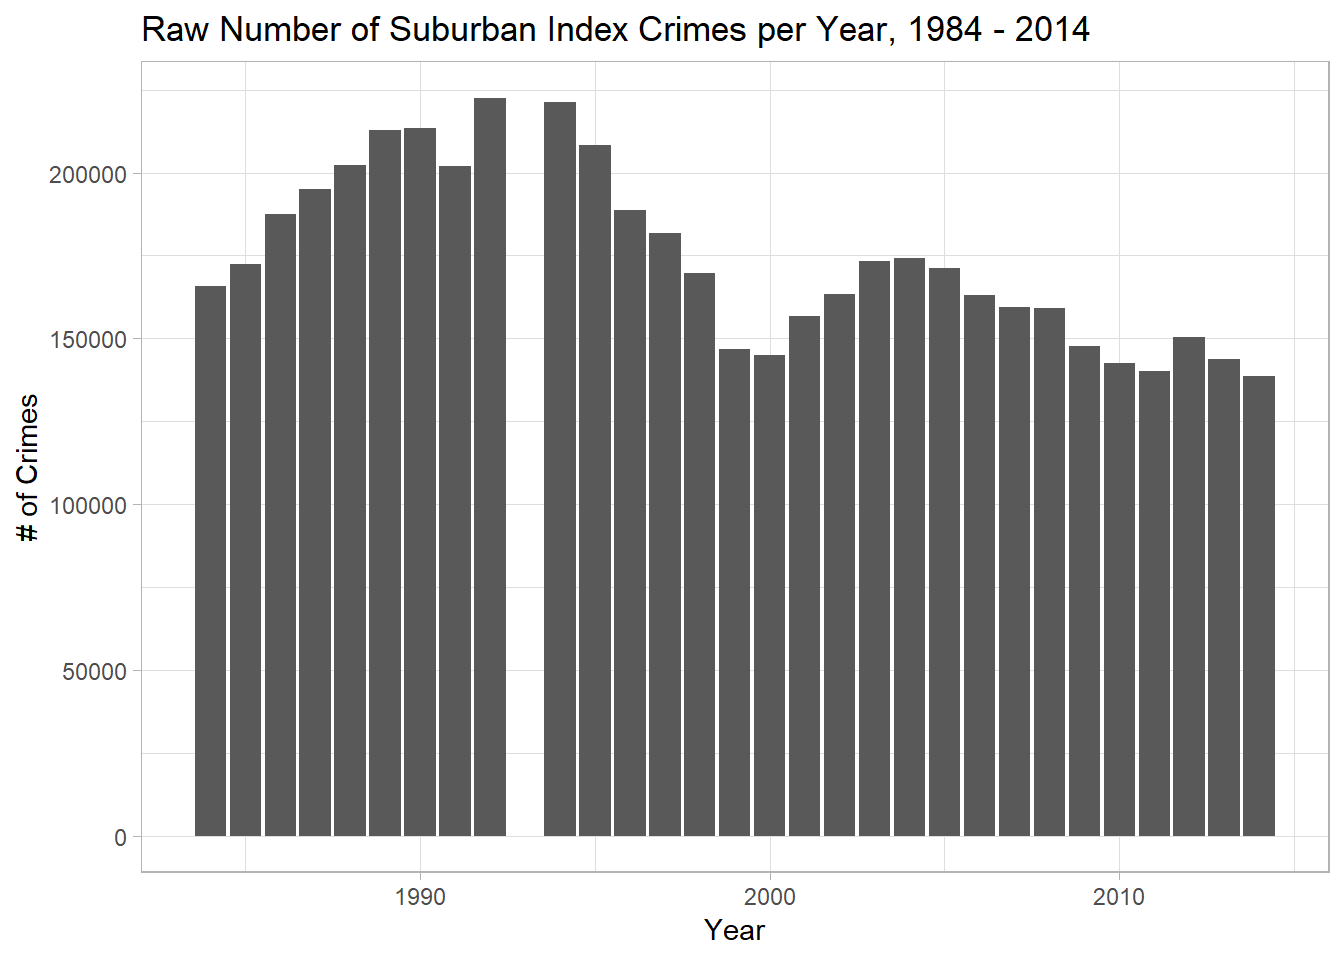 Raw Number of Suburban Index Crimes per Year, 1984 - 2014
200000
150000
100000
50000
0
# of Crimes
1990 2000 2010
Year